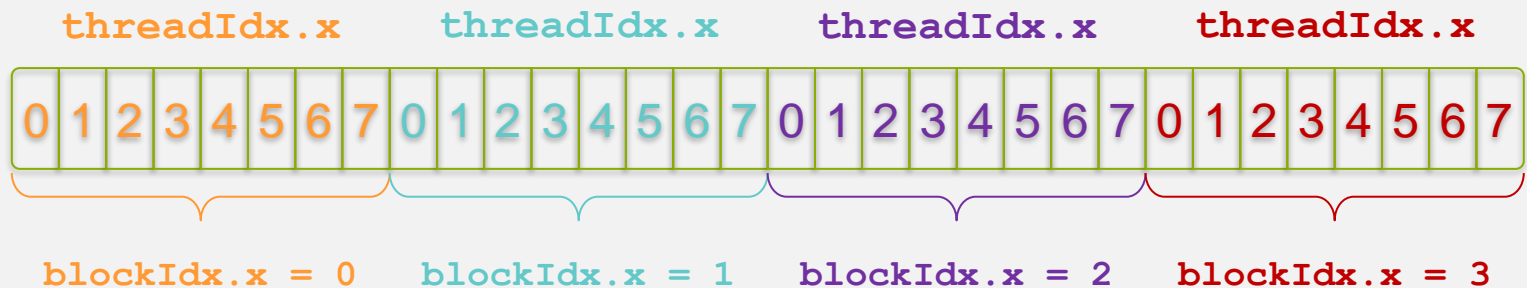 threadIdx.x threadIdx.x threadIdx.x threadIdx.x
0 1 2 3 4 5 6 7 0 1 2 3 4 5 6 7 0 1 2 3 4 5 6 7 0 1 2 3 4 5 6 7
blockIdx.x = 0 blockIdx.x = 1 blockIdx.x = 2 blockIdx.x = 3